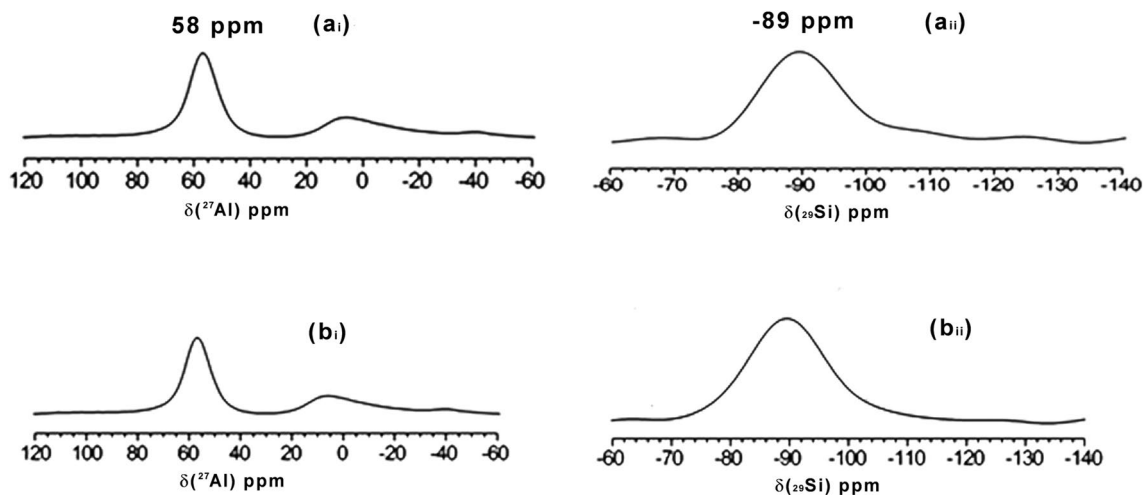 58 ppm (aᵢ)
-89 ppm (aᵢᵢ)
120 100 80 60 40 20 0 -20 -40 -60
δ(²⁷Al) ppm
-60 -70 -80 -90 -100 -110 -120 -130 -140
δ(₂₉Si) ppm
(bᵢ)
(bᵢᵢ)
120 100 80 60 40 20 0 -20 -40 -60
δ(²⁷Al) ppm
-60 -70 -80 -90 -100 -110 -120 -130 -140
δ(₂₉Si) ppm